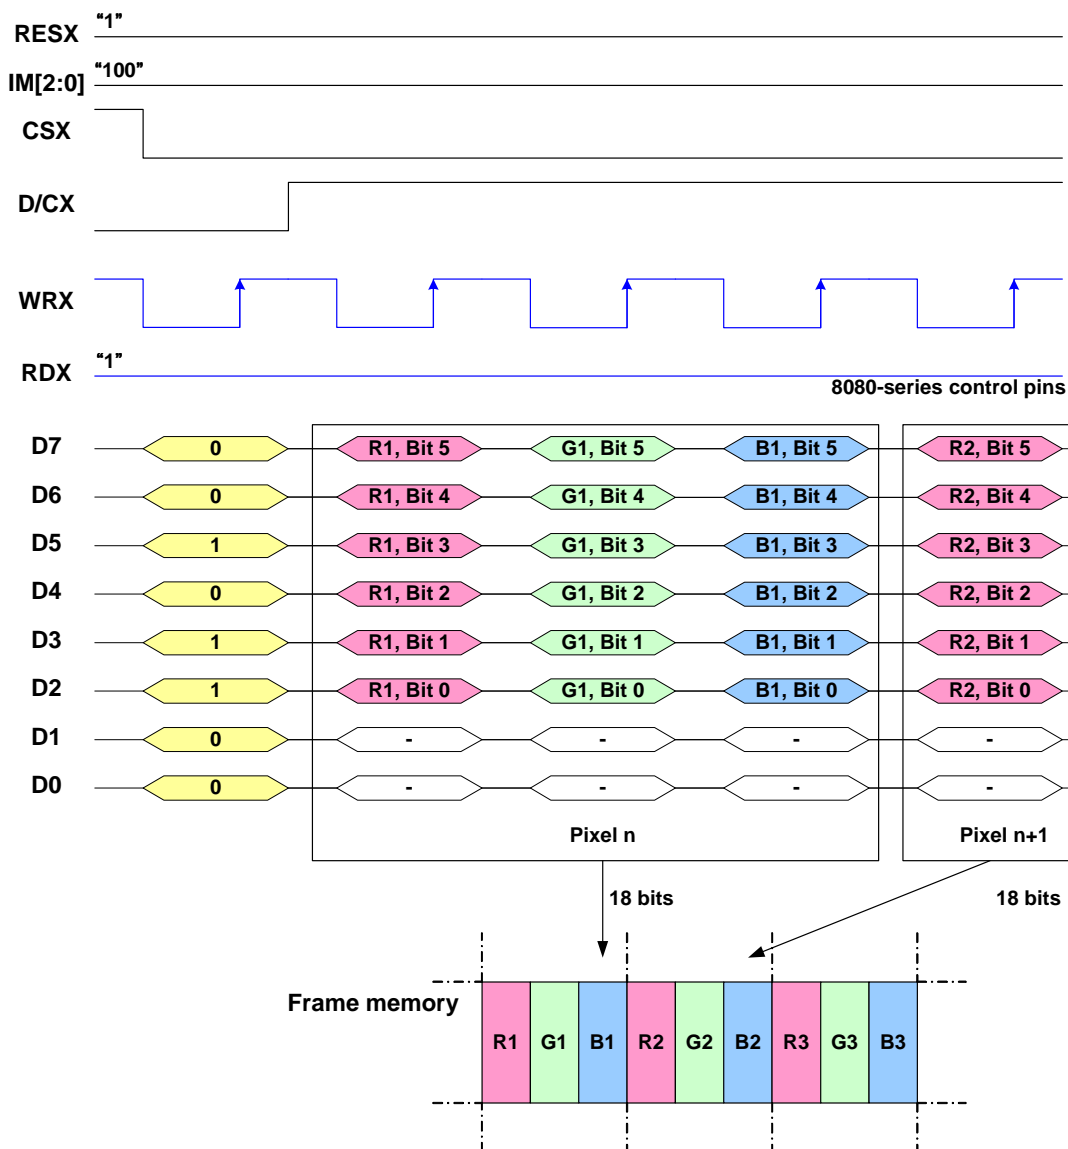 RESX "1"
IM[2:0] "100"
CSX
D/CX
WRX
RDX "1"
8080-series control pins
D7 0 R1, Bit 5 G1, Bit 5 B1, Bit 5 R2, Bit 5
D6 0 R1, Bit 4 G1, Bit 4 B1, Bit 4 R2, Bit 4
D5 1 R1, Bit 3 G1, Bit 3 B1, Bit 3 R2, Bit 3
D4 0 R1, Bit 2 G1, Bit 2 B1, Bit 2 R2, Bit 2
D3 1 R1, Bit 1 G1, Bit 1 B1, Bit 1 R2, Bit 1
D2 1 R1, Bit 0 G1, Bit 0 B1, Bit 0 R2, Bit 0
D1 0 - - - -
D0 0 - - - -
Pixel n Pixel n+1
18 bits 18 bits
Frame memory
R1 G1 B1 R2 G2 B2 R3 G3 B3